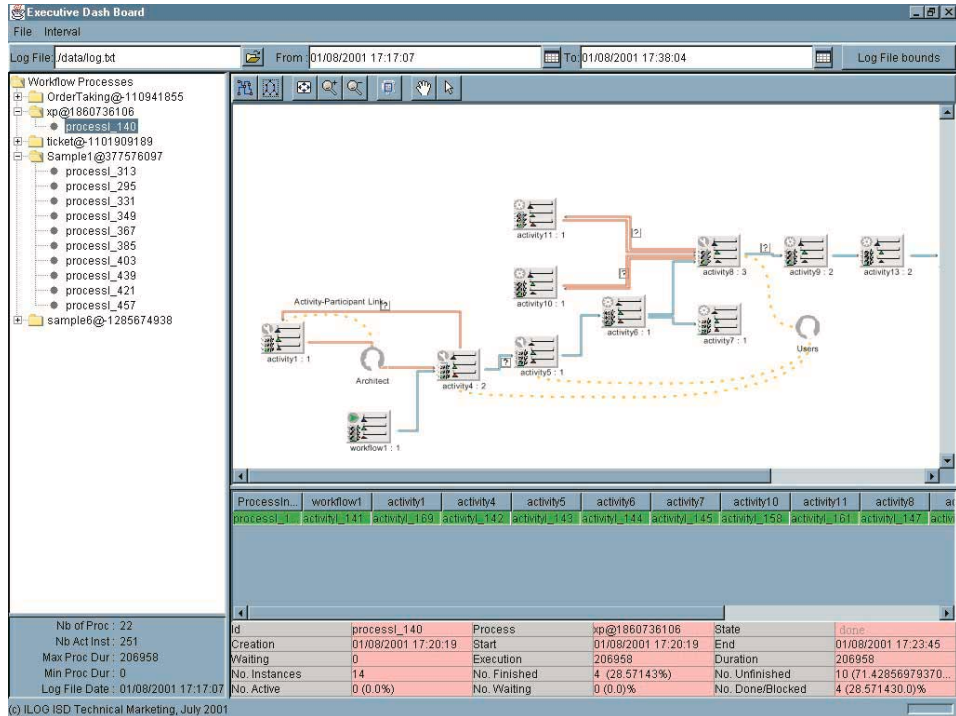 Executive Dash Board
File Interval
Log File: ./data/log.txt From: 01/08/2001 17:17:07 To: 01/08/2001 17:38:04 Log File bounds
Workflow Processes
OrderTaking@-110941855
xp@1860736106
processI_140
ticket@-1101909189
Sample1@377576097
processI_313
processI_295
processI_331
processI_349
processI_367
processI_385
processI_403
processI_439
processI_421
processI_457
sample6@-1285674938
activity11 : 1
?
activity8 : 3
?
activity9 : 2
activity13 : 2
activity10 : 1
?
Activity-Participant Link
?
activity6 : 1
activity7 : 1
Users
activity1 : 1
Architect
activity4 : 2
?
activity5 : 1
workflow1 : 1
ProcessIn... workflow1 activity1 activity4 activity5 activity6 activity7 activity10 activity11 activity8 a
processI_1... activityI_141 activityI_169 activityI_142 activityI_143 activityI_144 activityI_145 activityI_158 activityI_161 activityI_147 activi
Nb of Proc : 22
Nb Act Inst : 251
Max Proc Dur : 206958
Min Proc Dur : 0
Log File Date : 01/08/2001 17:17:07
Id processI_140 Process xp@1860736106 State done
Creation 01/08/2001 17:20:19 Start 01/08/2001 17:20:19 End 01/08/2001 17:23:45
Waiting 0 Execution 206958 Duration 206958
No. Instances 14 No. Finished 4 (28.57143%) No. Unfinished 10 (71.42856979370...
No. Active 0 (0.0%) No. Waiting 0 (0.0)% No. Done/Blocked 4 (28.571430.0)%
(c) ILOG ISD Technical Marketing, July 2001